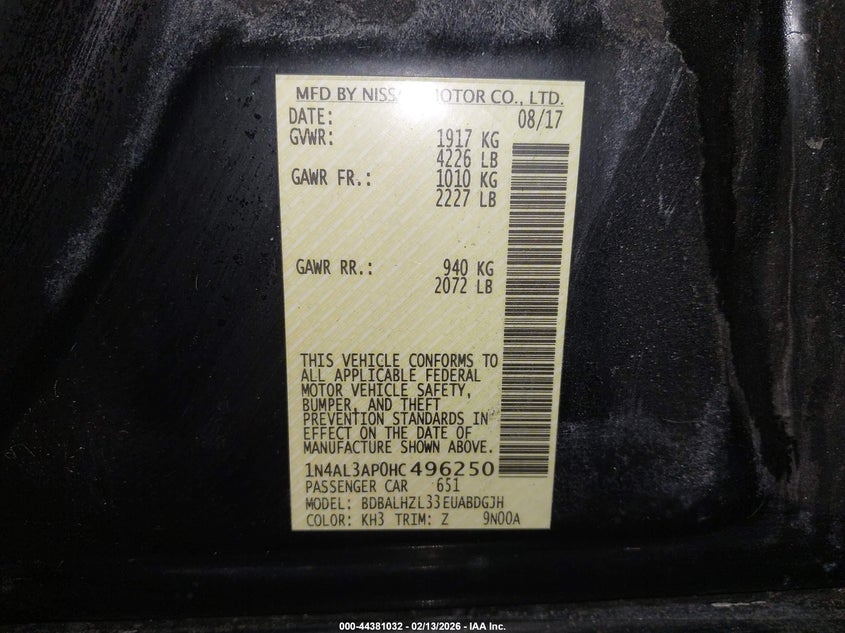 MFD BY NISSAN MOTOR CO., LTD.
DATE: 08/17
GVWR: 1917 KG
4226 LB
GAWR FR.: 1010 KG
2227 LB
GAWR RR.: 940 KG
2072 LB
THIS VEHICLE CONFORMS TO
ALL APPLICABLE FEDERAL
MOTOR VEHICLE SAFETY,
BUMPER, AND THEFT
PREVENTION STANDARDS IN
EFFECT ON THE DATE OF
MANUFACTURE SHOWN ABOVE.
1N4AL3AP0HC496250
PASSENGER CAR 651
MODEL: BDBALHZL33EUABDGJH
COLOR: KH3 TRIM: Z 9N00A
000-44381032 - 02/13/2026 - IAA Inc.